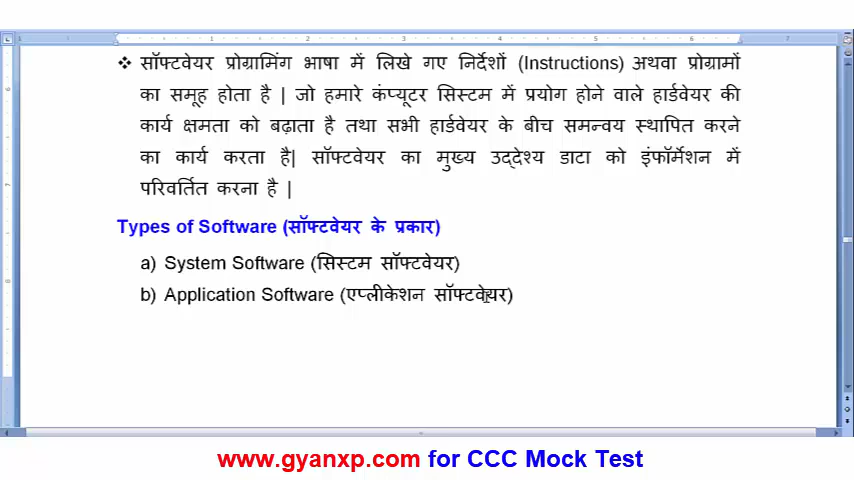 ❖ सॉफ्टवेयर प्रोग्रामिंग भाषा में लिखे गए निर्देशों (Instructions) अथवा प्रोग्रामों
का समूह होता है | जो हमारे कंप्यूटर सिस्टम में प्रयोग होने वाले हार्डवेयर की
कार्य क्षमता को बढ़ाता है तथा सभी हार्डवेयर के बीच समन्वय स्थापित करने
का कार्य करता है| सॉफ्टवेयर का मुख्य उद्देश्य डाटा को इंफॉर्मेशन में
परिवर्तित करना है |
Types of Software (सॉफ्टवेयर के प्रकार)
a) System Software (सिस्टम सॉफ्टवेयर)
b) Application Software (एप्लीकेशन सॉफ्टवेयर)
www.gyanxp.com for CCC Mock Test